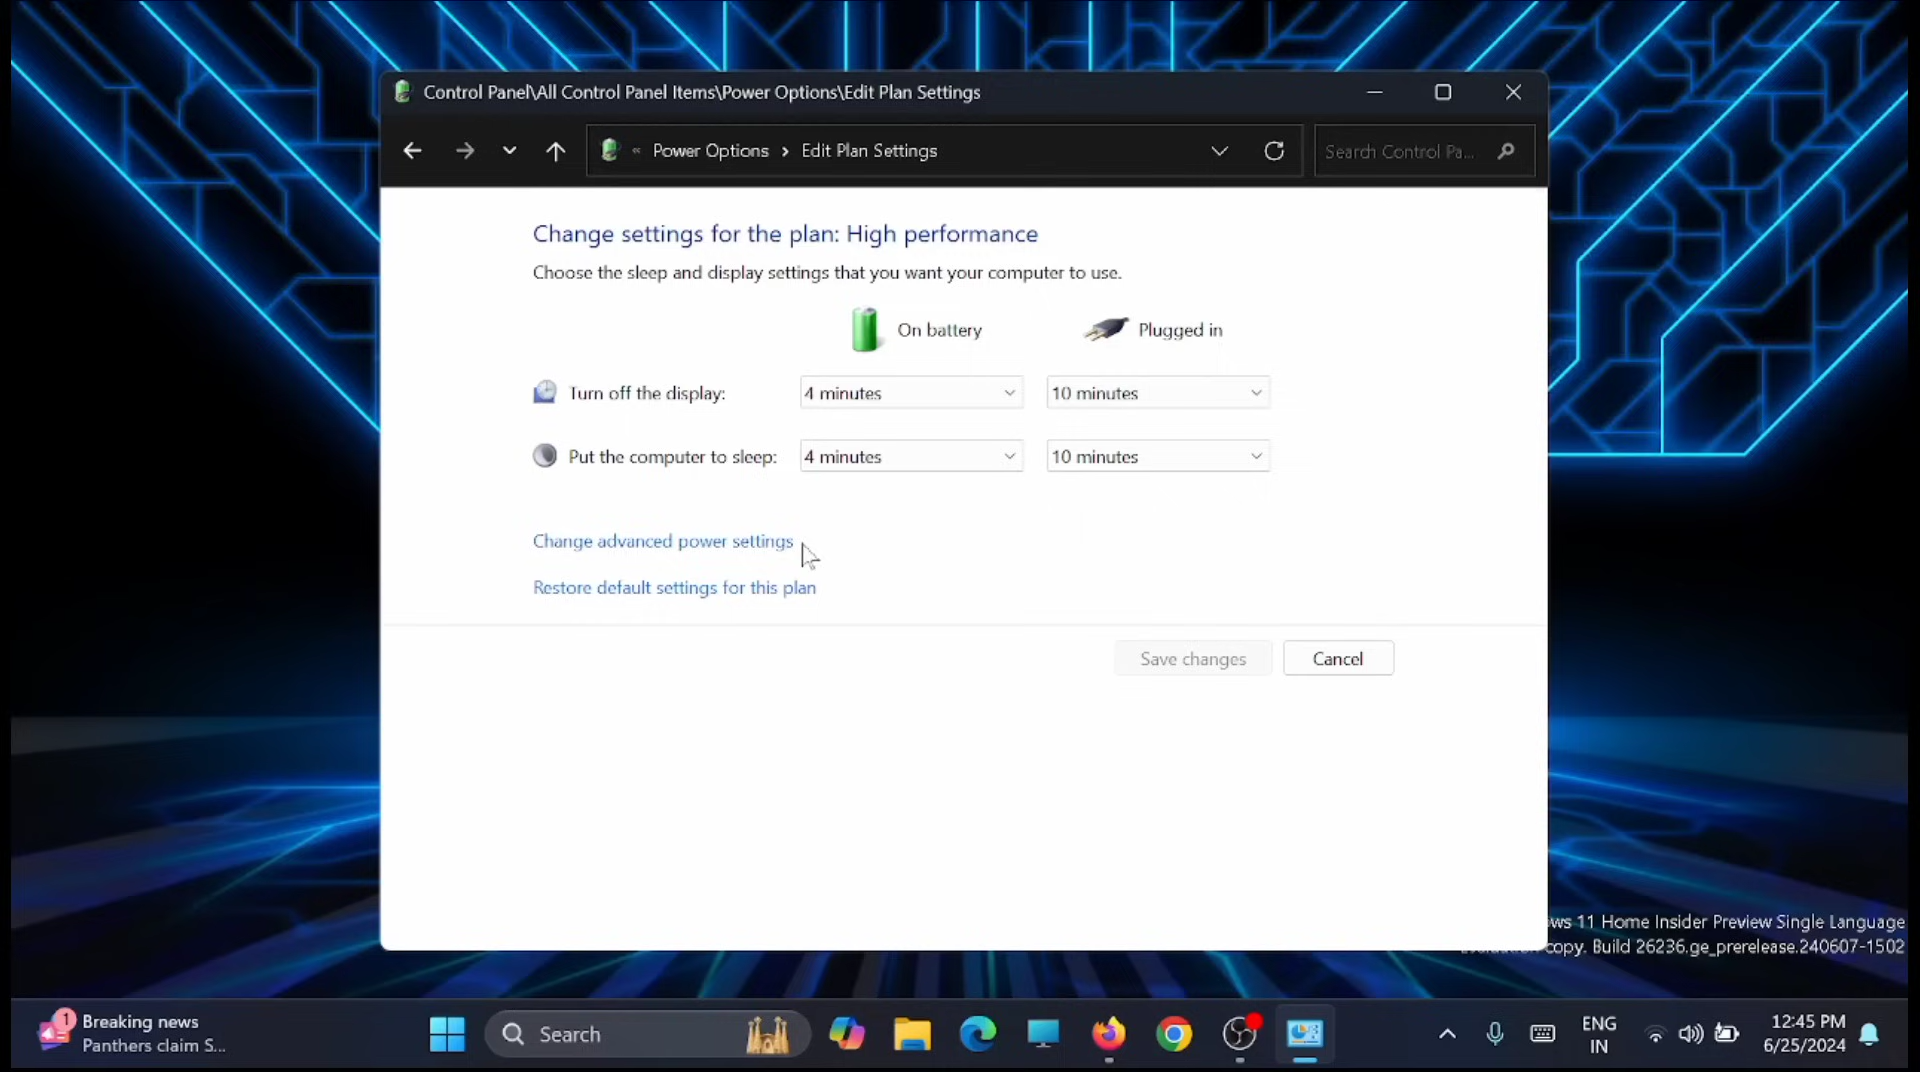 Control Panel\All Control Panel Items\Power Options\Edit Plan Settings
« Power Options › Edit Plan Settings
Search Control Pa...
Change settings for the plan: High performance
Choose the sleep and display settings that you want your computer to use.
On battery
Plugged in
Turn off the display: 4 minutes 10 minutes
Put the computer to sleep: 4 minutes 10 minutes
Change advanced power settings
Restore default settings for this plan
Save changes Cancel
ws 11 Home Insider Preview Single Language
copy. Build 26236.ge_prerelease.240607-1502
1
Breaking news
Panthers claim S...
Search
ENG
IN
12:45 PM
6/25/2024